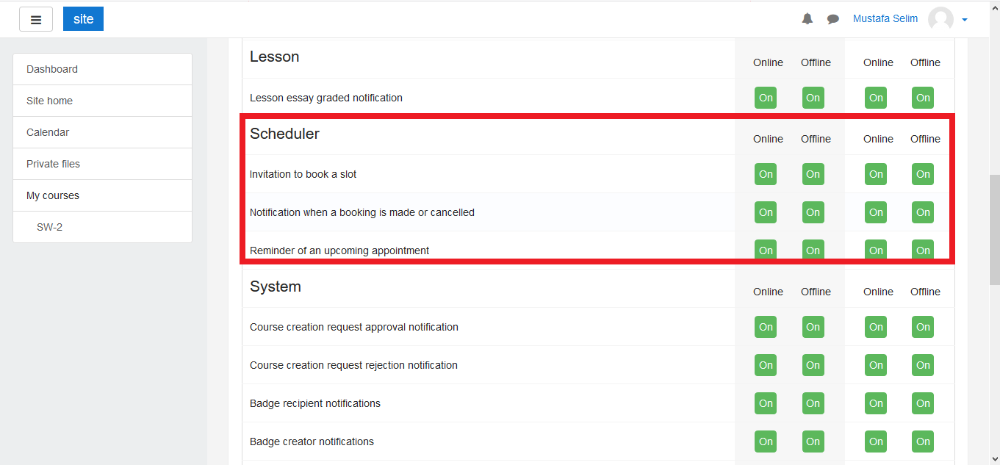 site
Mustafa Selim
Dashboard
Site home
Calendar
Private files
My courses
SW-2
Lesson Online Offline Online Offline
Lesson essay graded notification On On On On
Scheduler Online Offline Online Offline
Invitation to book a slot On On On On
Notification when a booking is made or cancelled On On On On
Reminder of an upcoming appointment On On On On
System Online Offline Online Offline
Course creation request approval notification On On On On
Course creation request rejection notification On On On On
Badge recipient notifications On On On On
Badge creator notifications On On On On